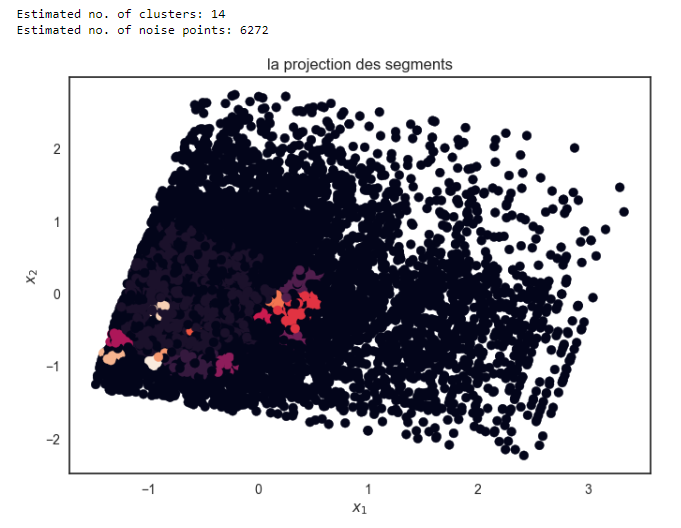 Estimated no. of clusters: 14
Estimated no. of noise points: 6272
la projection des segments
2
1
0
−1
−2
x₂
−1 0 1 2 3
x₁